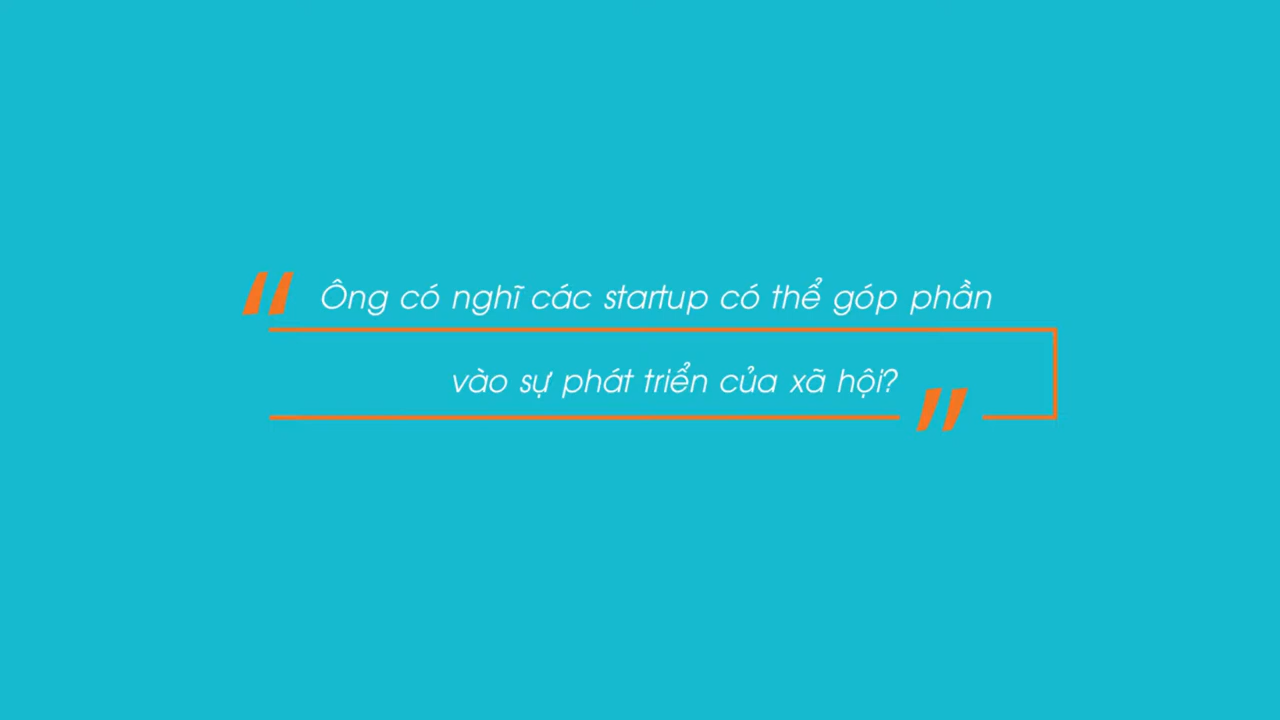 Ông có nghĩ các startup có thể góp phần
vào sự phát triển của xã hội?